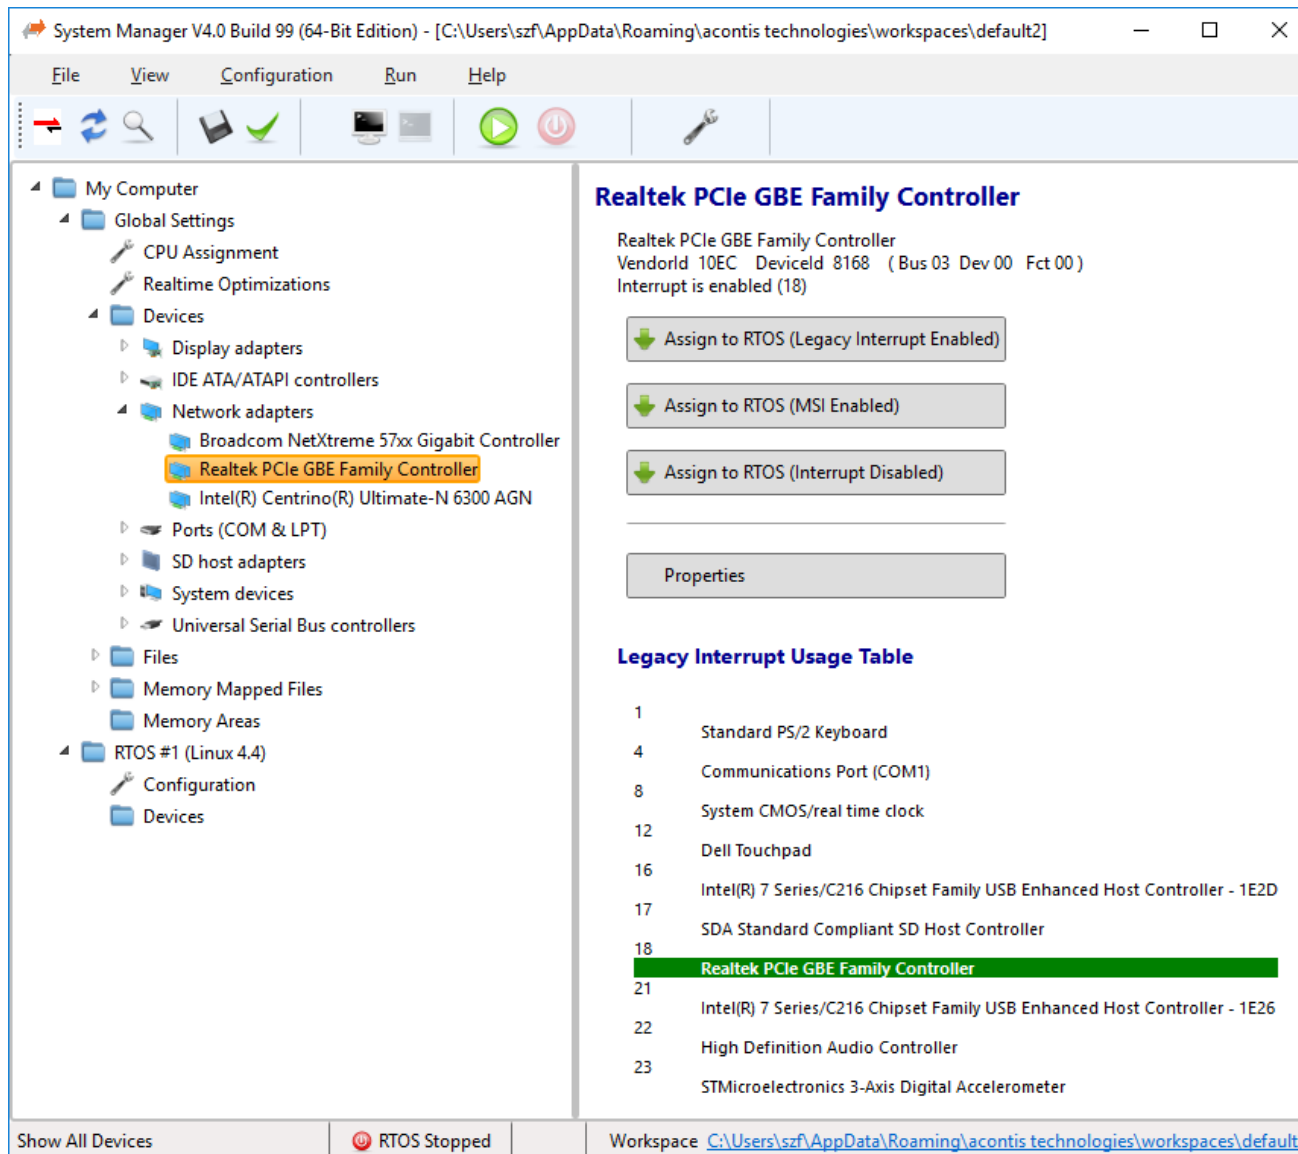 System Manager V4.0 Build 99 (64-Bit Edition) - [C:\Users\szf\AppData\Roaming\acontis technologies\workspaces\default2]
File View Configuration Run Help
My Computer
Global Settings
CPU Assignment
Realtime Optimizations
Devices
Display adapters
IDE ATA/ATAPI controllers
Network adapters
Broadcom NetXtreme 57xx Gigabit Controller
Realtek PCIe GBE Family Controller
Intel(R) Centrino(R) Ultimate-N 6300 AGN
Ports (COM & LPT)
SD host adapters
System devices
Universal Serial Bus controllers
Files
Memory Mapped Files
Memory Areas
RTOS #1 (Linux 4.4)
Configuration
Devices
Realtek PCIe GBE Family Controller
Realtek PCIe GBE Family Controller
VendorId 10EC DeviceId 8168 ( Bus 03 Dev 00 Fct 00 )
Interrupt is enabled (18)
Assign to RTOS (Legacy Interrupt Enabled)
Assign to RTOS (MSI Enabled)
Assign to RTOS (Interrupt Disabled)
Properties
Legacy Interrupt Usage Table
1
Standard PS/2 Keyboard
4
Communications Port (COM1)
8
System CMOS/real time clock
12
Dell Touchpad
16
Intel(R) 7 Series/C216 Chipset Family USB Enhanced Host Controller - 1E2D
17
SDA Standard Compliant SD Host Controller
18
Realtek PCIe GBE Family Controller
21
Intel(R) 7 Series/C216 Chipset Family USB Enhanced Host Controller - 1E26
22
High Definition Audio Controller
23
STMicroelectronics 3-Axis Digital Accelerometer
Show All Devices RTOS Stopped Workspace C:\Users\szf\AppData\Roaming\acontis technologies\workspaces\default